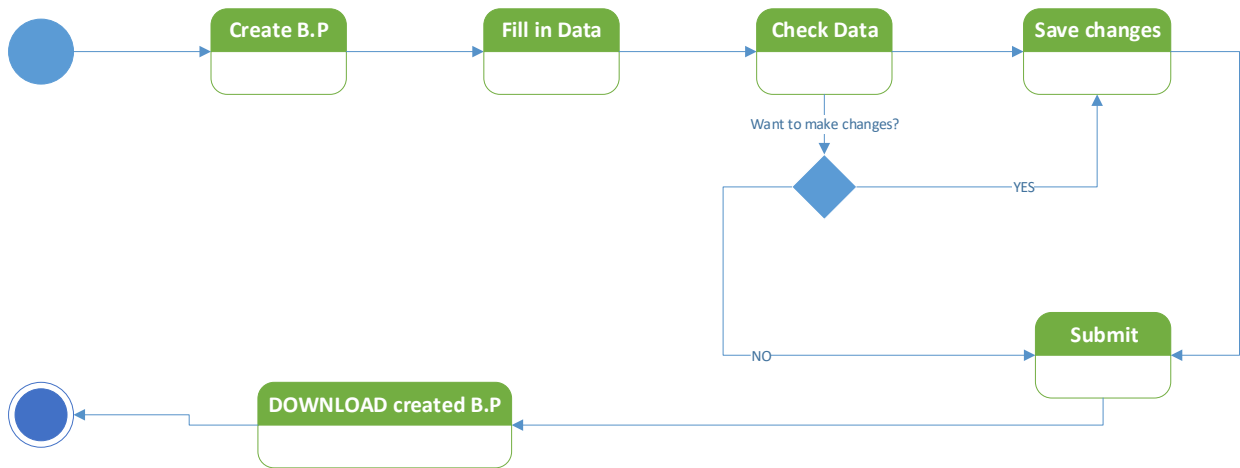 Create B.P
Fill in Data
Check Data
Save changes
Want to make changes?
YES
Submit
NO
DOWNLOAD created B.P